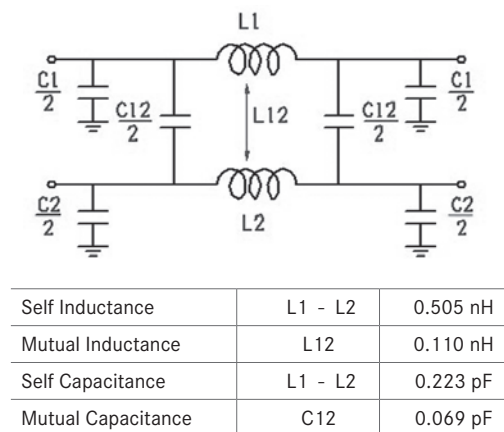 L1
C1
2
C12
2
L12
C12
2
C1
2
C2
2
L2
C2
2
Self Inductance L1 - L2 0.505 nH
Mutual Inductance L12 0.110 nH
Self Capacitance L1 - L2 0.223 pF
Mutual Capacitance C12 0.069 pF